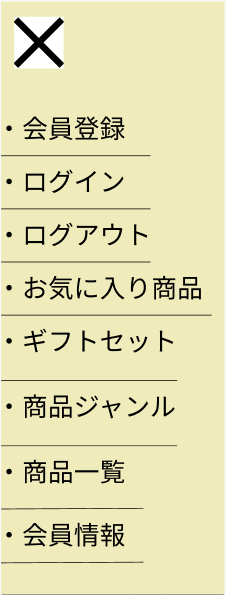 ・会員登録
・ログイン
・ログアウト
・お気に入り商品
・ギフトセット
・商品ジャンル
・商品一覧
・会員情報